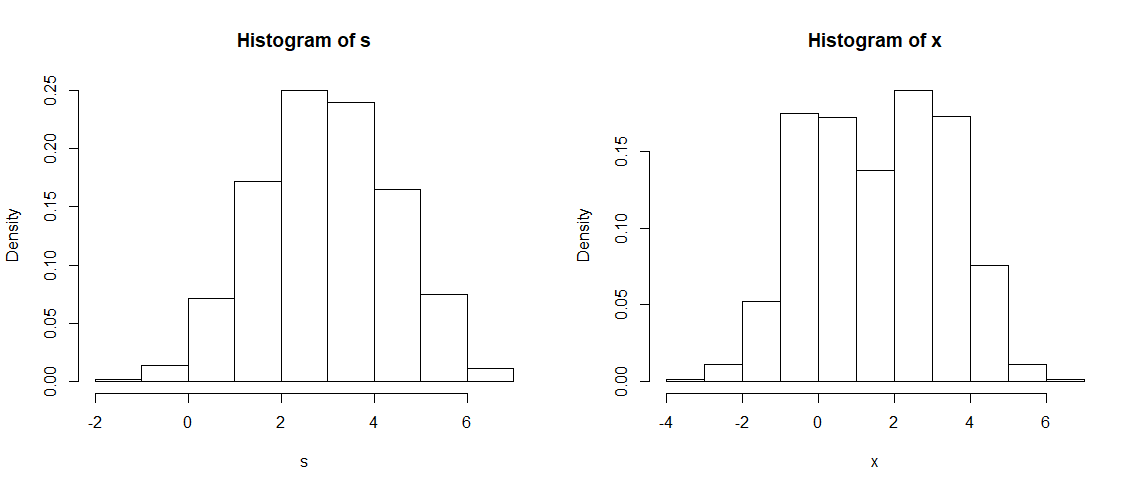 Histogram of s
Density
0.00 0.05 0.10 0.15 0.20 0.25
-2 0 2 4 6
s
Histogram of x
Density
0.00 0.05 0.10 0.15
-4 -2 0 2 4 6
x